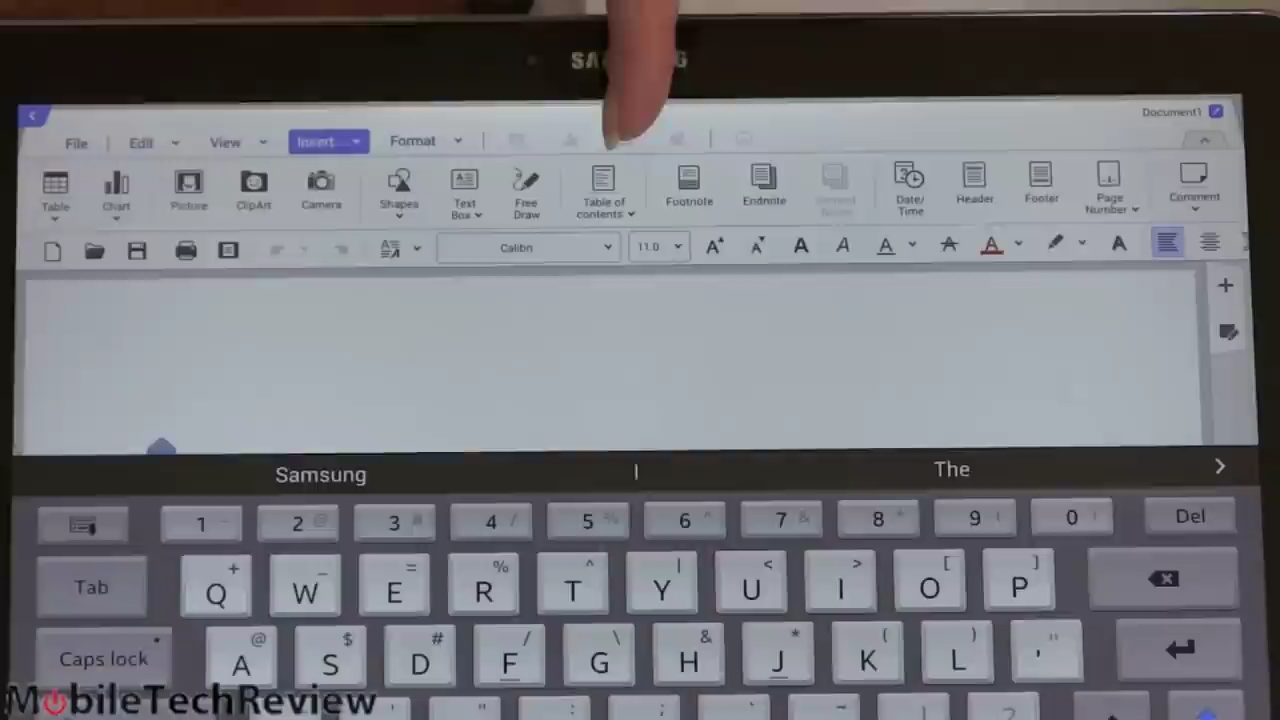 SAMSUNG
Document1
File Edit View Insert... Format
Table Chart Picture ClipArt Camera Shapes Text Box Free Draw Table of contents Footnote Endnote Date/Time Header Footer Page Number Comment
Calibri 11.0 A A A A A A A A
Samsung I The
1 2 @ 3 # 4 / 5 % 6 ^ 7 & 8 * 9 ( 0 ) Del
Tab Q + W _ E = R % T ^ Y | U < I > O [ P ]
Caps lock A @ S $ D # F / G \ H & J * K ( L ) ' "
MobileTechReview